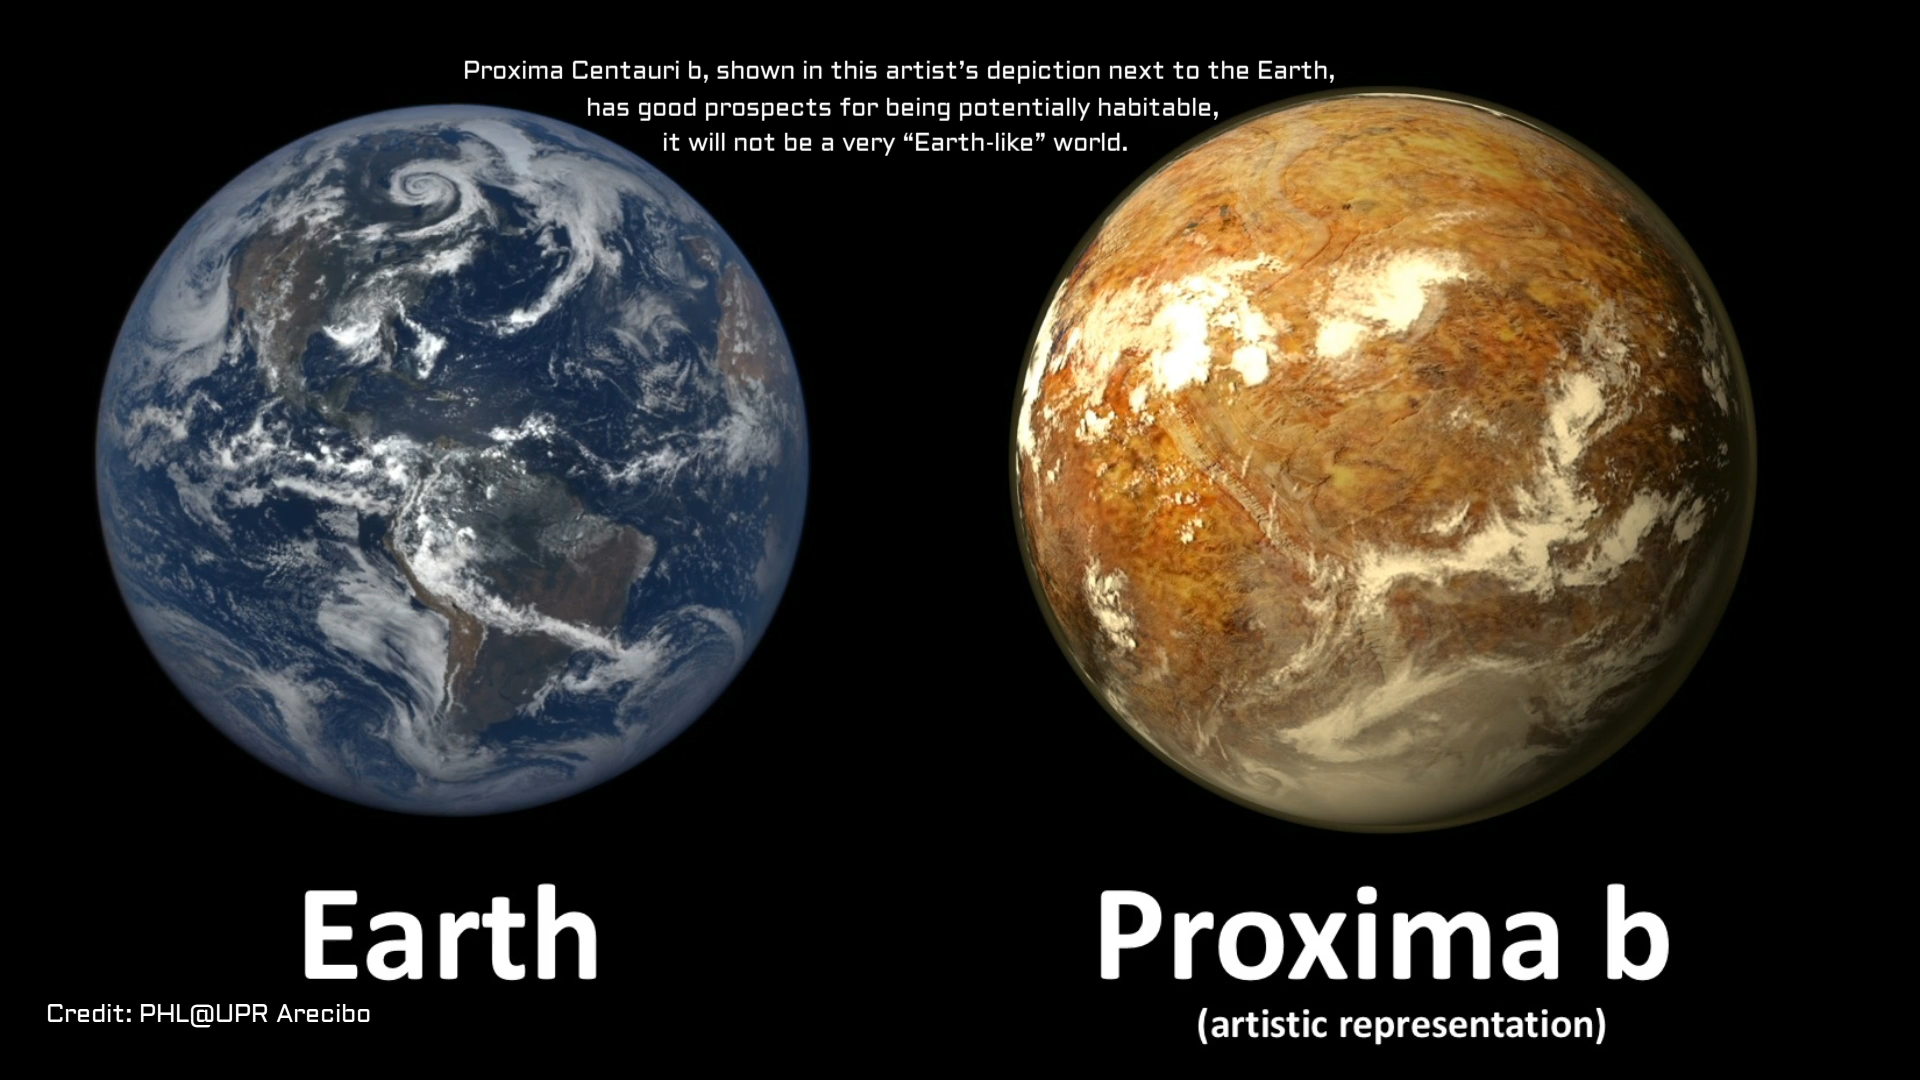 Proxima Centauri b, shown in this artist’s depiction next to the Earth,
has good prospects for being potentially habitable,
it will not be a very “Earth-like” world.
Earth
Proxima b
(artistic representation)
Credit: PHL@UPR Arecibo